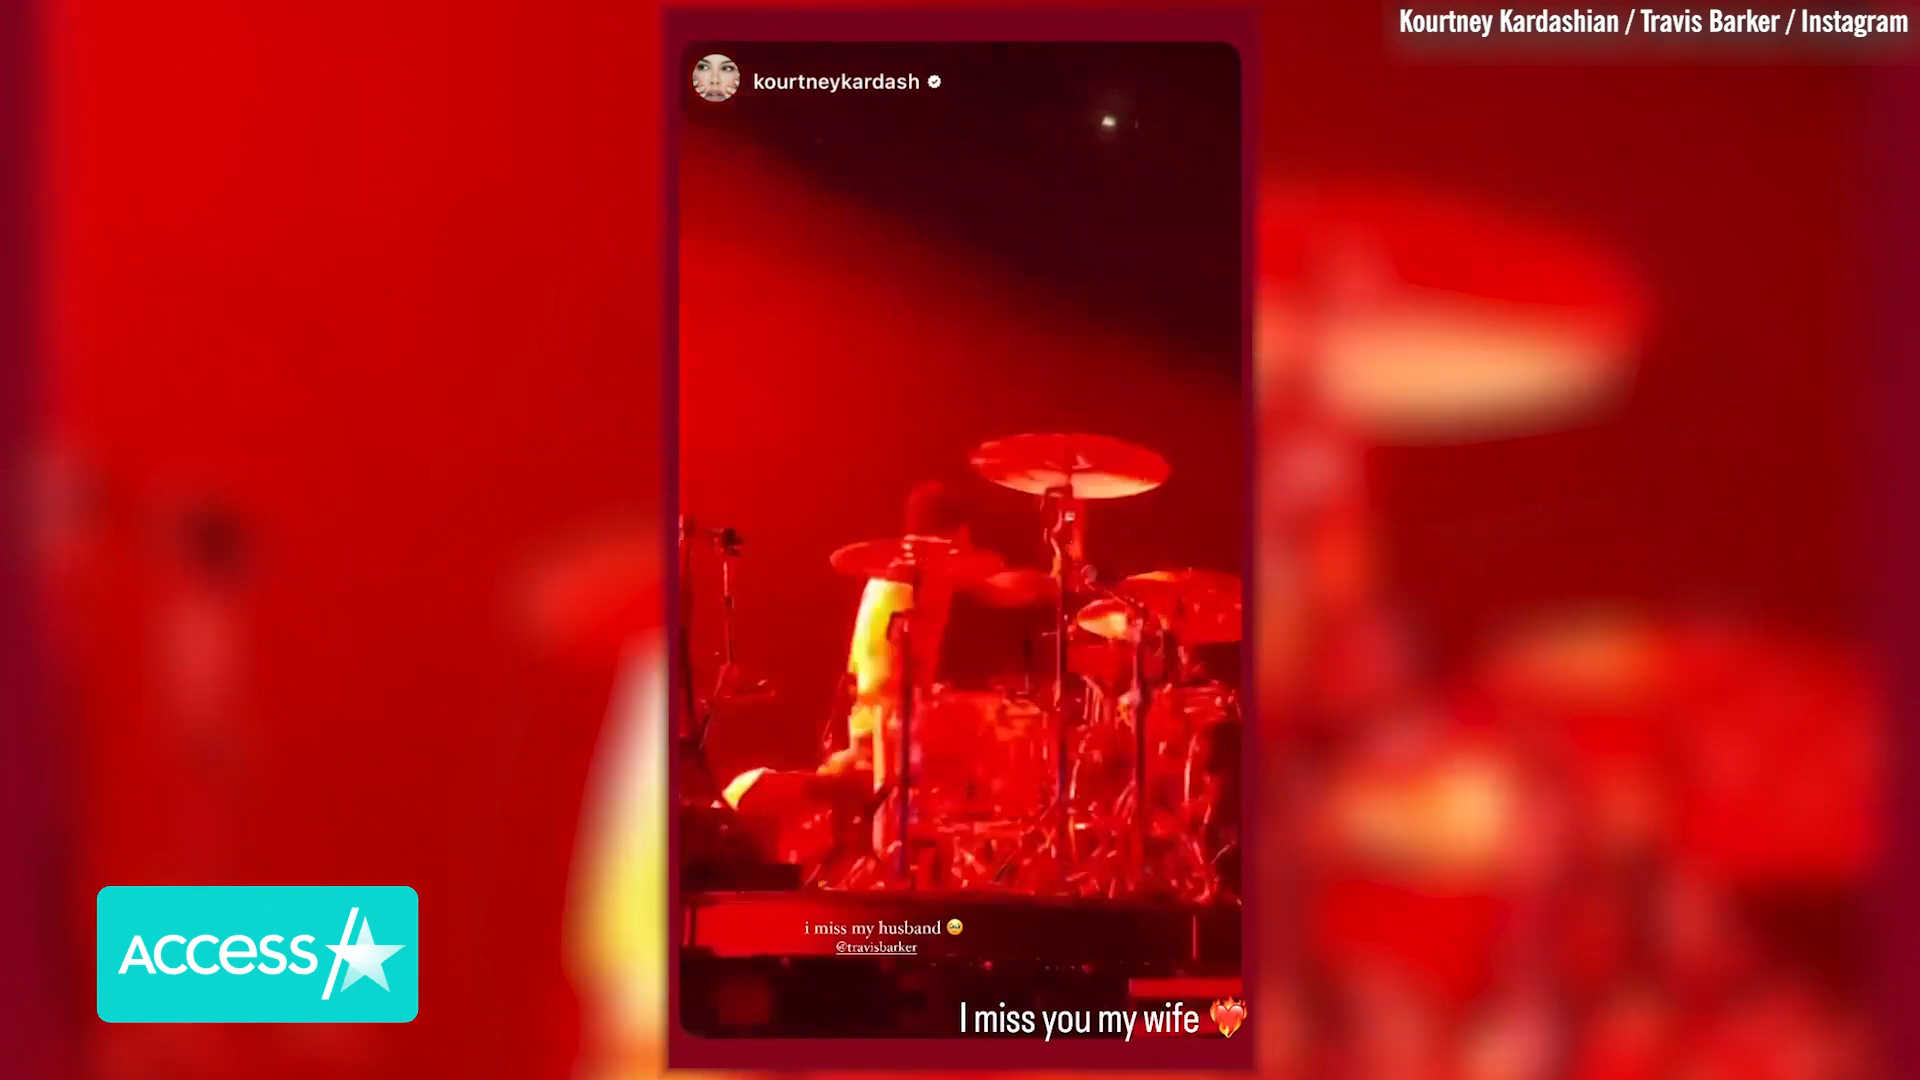 Kourtney Kardashian / Travis Barker / Instagram
kourtneykardash
i miss my husband 🥹
@travisbarker
I miss you my wife ❤️‍🔥
ACCESS